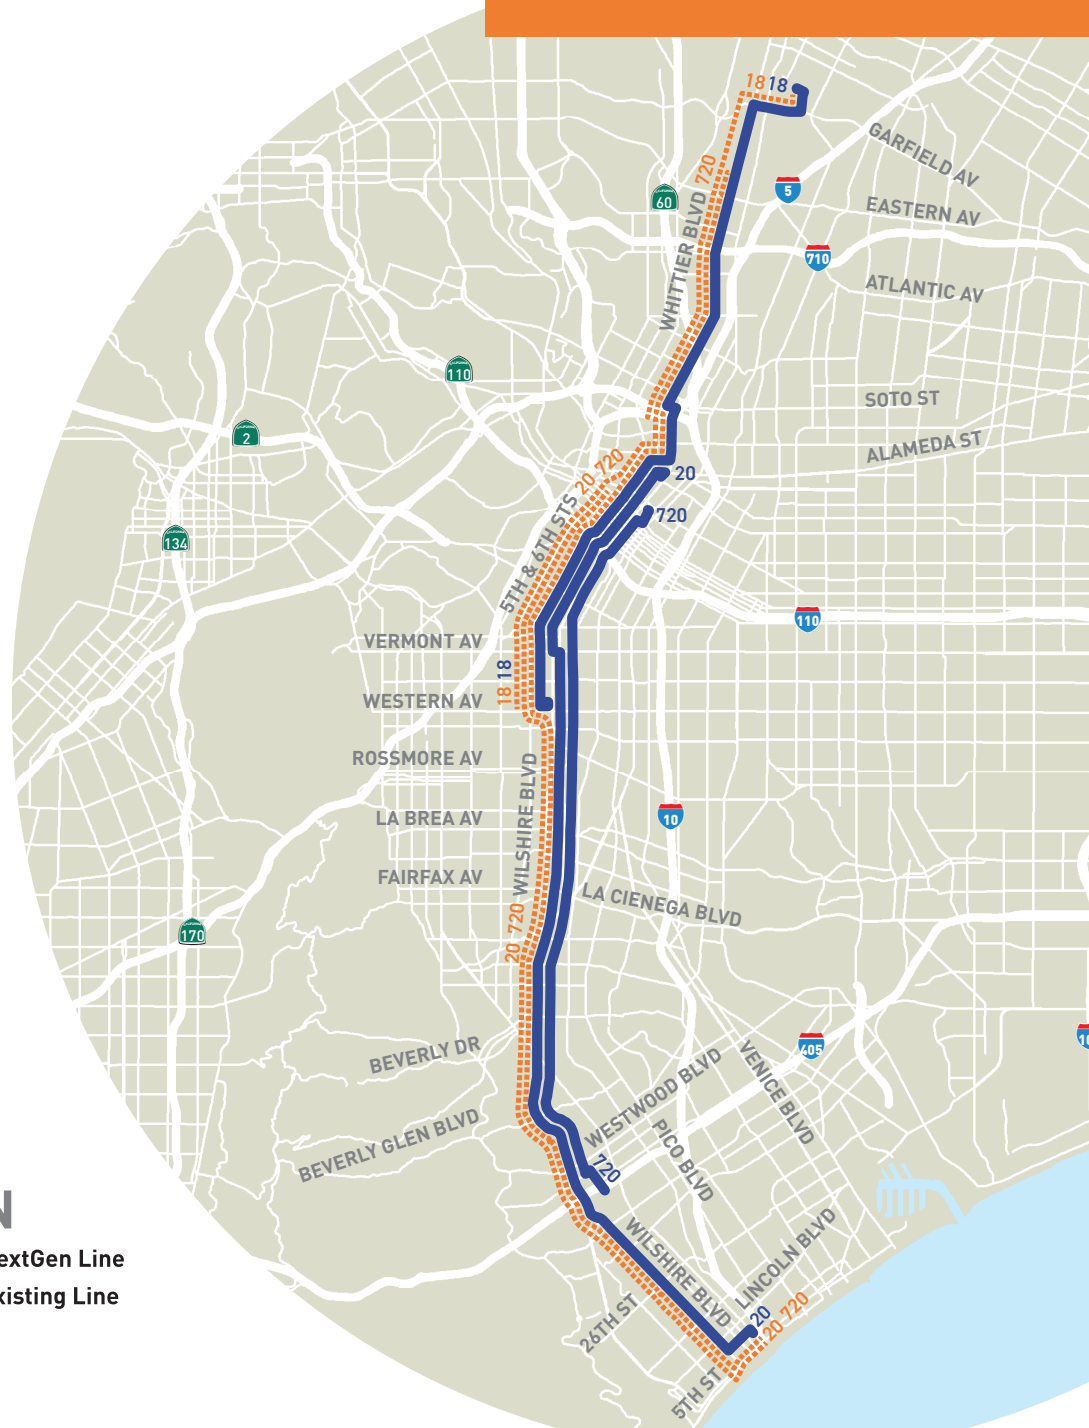 18 18
GARFIELD AV
5
60
720
EASTERN AV
WHITTIER BLVD
710
ATLANTIC AV
110
SOTO ST
2
ALAMEDA ST
20 720
20
5TH & 6TH STS
720
134
110
VERMONT AV
18 18
WESTERN AV
ROSSMORE AV
WILSHIRE BLVD
LA BREA AV
10
FAIRFAX AV
LA CIENEGA BLVD
20 720
170
BEVERLY DR
405
10
VENICE BLVD
WESTWOOD BLVD
BEVERLY GLEN BLVD
PICO BLVD
720
N
extGen Line
xisting Line
WILSHIRE BLVD
LINCOLN BLVD
26TH ST
20
20 720
5TH ST